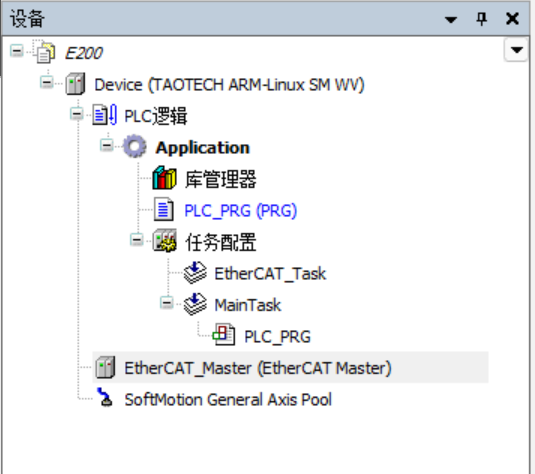 设备
E200
Device (TAOTECH ARM-Linux SM WV)
PLC逻辑
Application
库管理器
PLC_PRG (PRG)
任务配置
EtherCAT_Task
MainTask
PLC_PRG
EtherCAT_Master (EtherCAT Master)
SoftMotion General Axis Pool